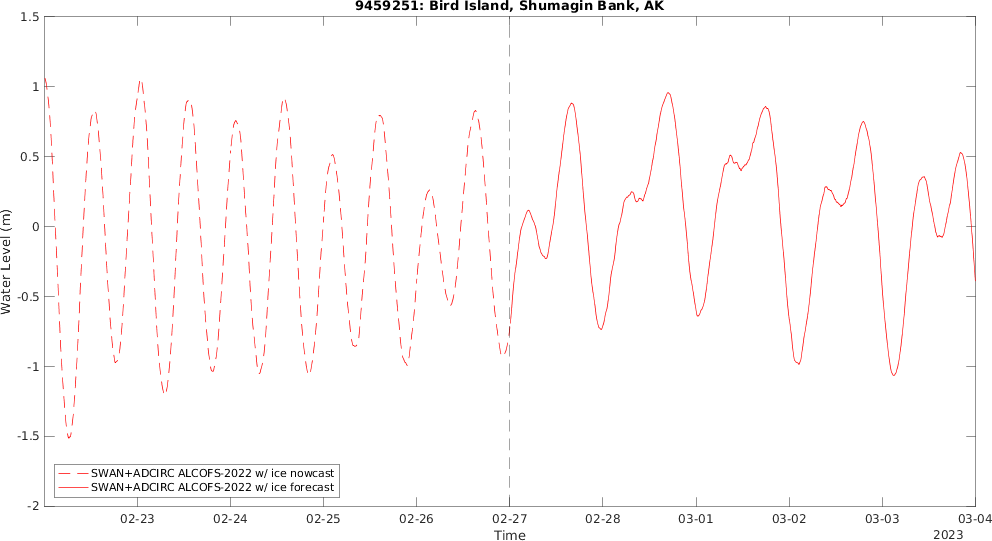 9459251: Bird Island, Shumagin Bank, AK
1.5
1
0.5
0
-0.5
-1
-1.5
-2
Water Level (m)
SWAN+ADCIRC ALCOFS-2022 w/ ice nowcast
SWAN+ADCIRC ALCOFS-2022 w/ ice forecast
02-23 02-24 02-25 02-26 02-27 02-28 03-01 03-02 03-03 03-04
Time
2023